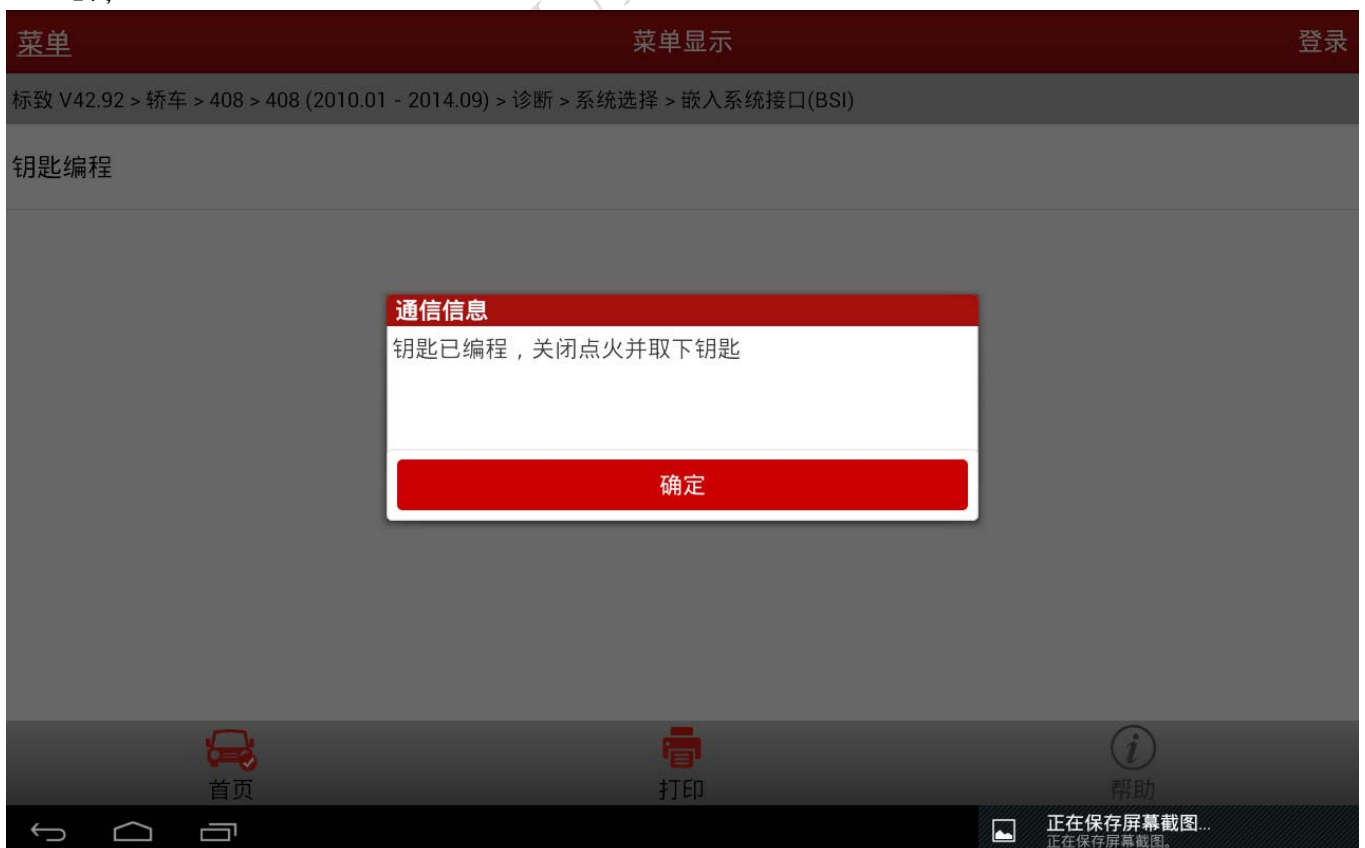 菜单
菜单显示
登录
标致 V42.92 > 轿车 > 408 > 408 (2010.01 - 2014.09) > 诊断 > 系统选择 > 嵌入系统接口(BSI)
钥匙编程
通信信息
钥匙已编程，关闭点火并取下钥匙
确定
首页
打印
帮助
正在保存屏幕截图...
正在保存屏幕截图。